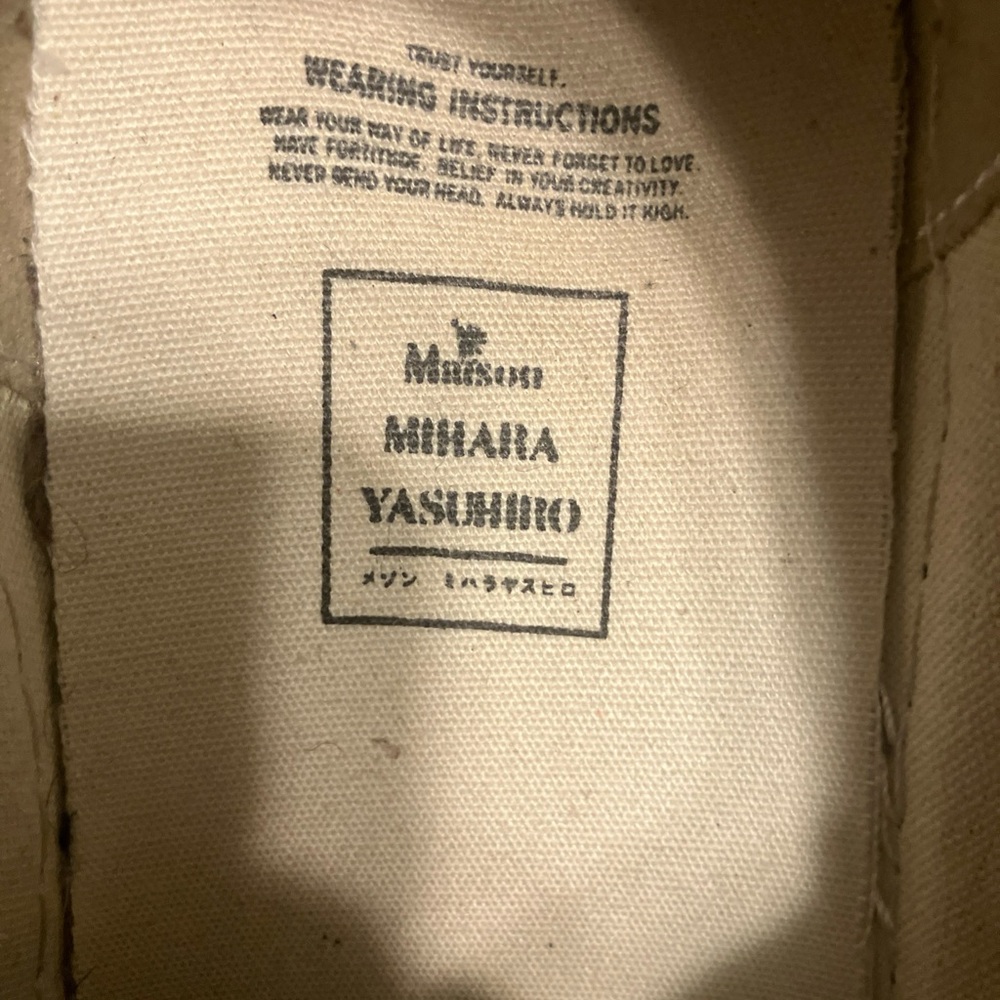 TRUST YOURSELF.
WEARING INSTRUCTIONS
WEAR YOUR WAY OF LIFE, NEVER FORGET TO LOVE.
HAVE FORTITUDE, BELIEF IN YOUR CREATIVITY.
NEVER BEND YOUR HEAD. ALWAYS HOLD IT HIGH.
Maison
MIHARA
YASUHIRO
メゾン ミハラヤスヒロ